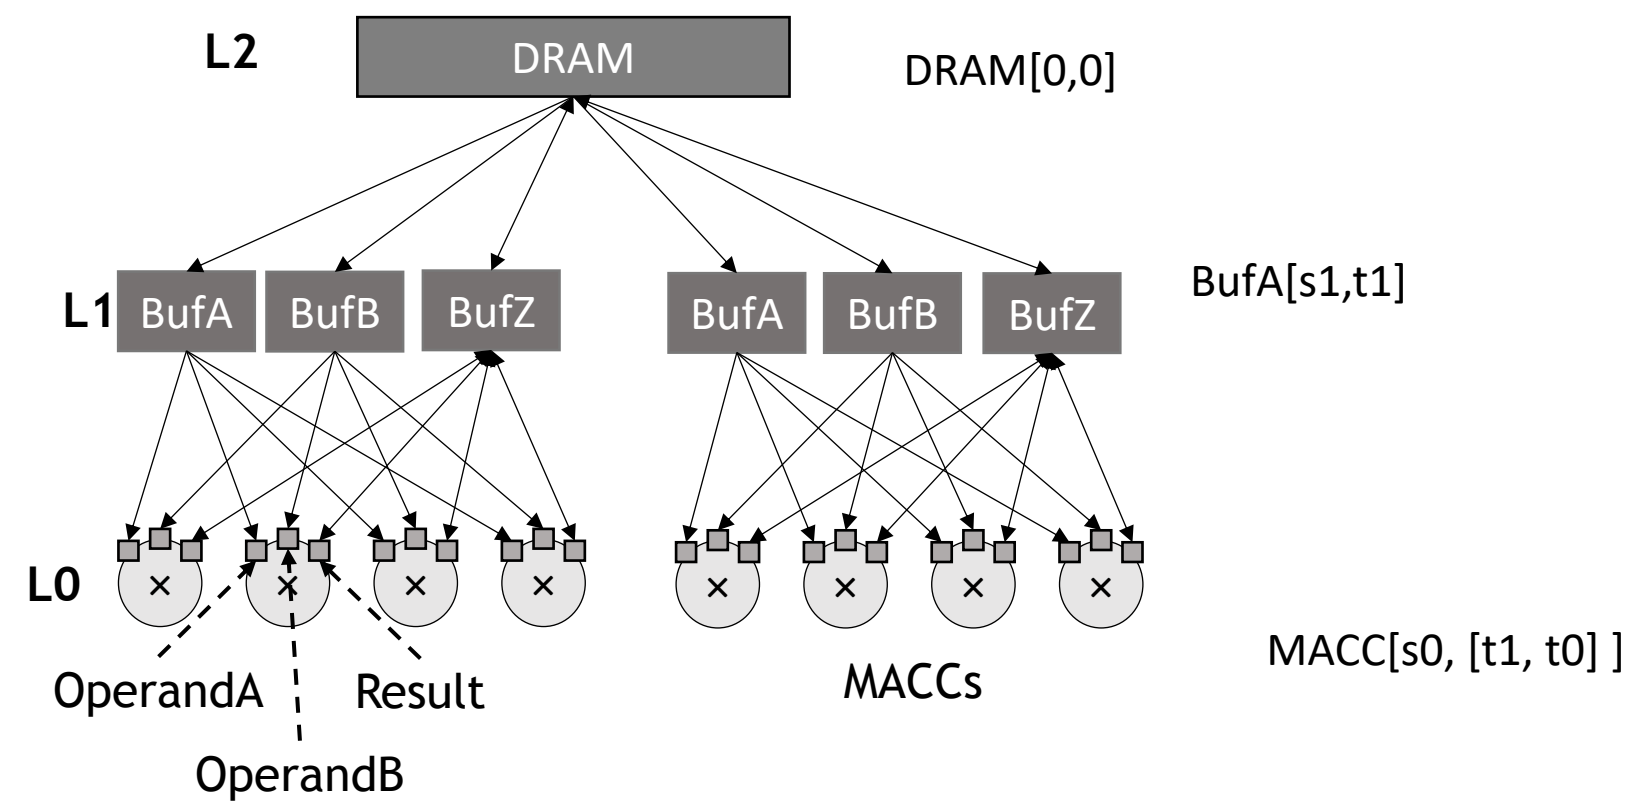 L2
DRAM
DRAM[0,0]
L1
BufA
BufB
BufZ
BufA
BufB
BufZ
BufA[s1,t1]
L0
×
×
×
×
×
×
×
×
OperandA
Result
OperandB
MACCs
MACC[s0, [t1, t0] ]